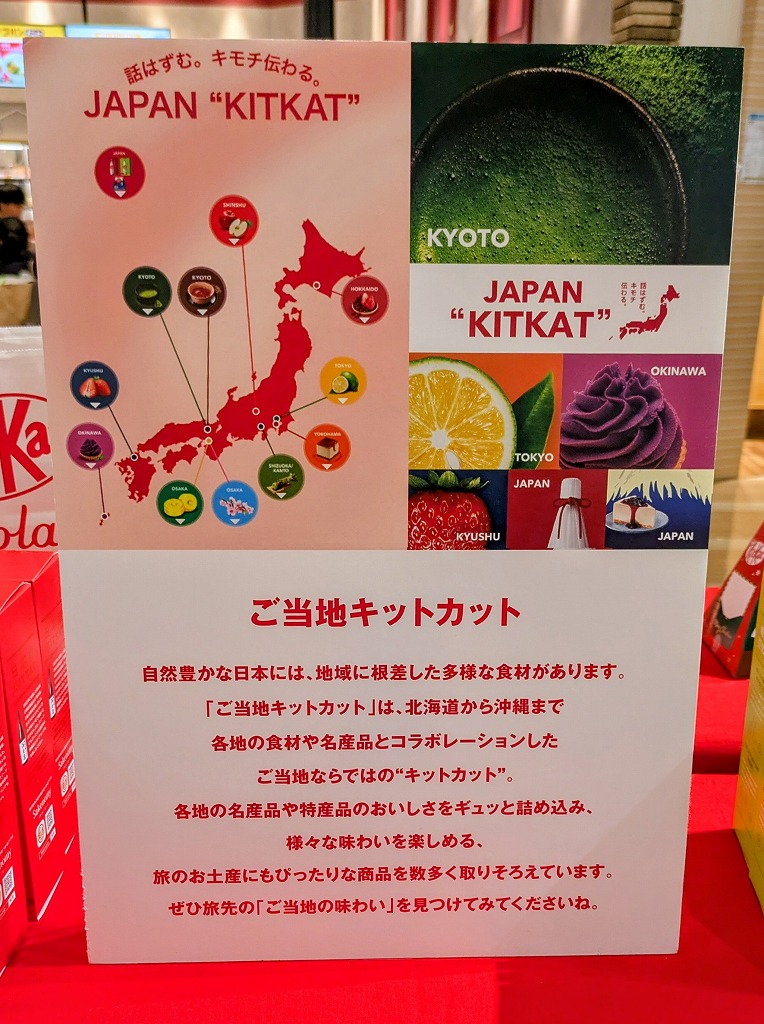 話はずむ。キモチ伝わる。
JAPAN “KITKAT”
JAPAN
SHINSHU
KYOTO
KYOTO
HOKKAIDO
KYUSHU
TOKYO
OKINAWA
YOKOHAMA
SHIZUOKA/
KANTO
OSAKA
OSAKA
KYOTO
JAPAN
“KITKAT”
話はずむ。
キモチ
伝わる。
TOKYO
OKINAWA
KYUSHU
JAPAN
JAPAN
ご当地キットカット
自然豊かな日本には、地域に根差した多様な食材があります。
「ご当地キットカット」は、北海道から沖縄まで
各地の食材や名産品とコラボレーションした
ご当地ならではの“キットカット”。
各地の名産品や特産品のおいしさをギュッと詰め込み、
様々な味わいを楽しめる、
旅のお土産にもぴったりな商品を数多く取りそろえています。
ぜひ旅先の「ご当地の味わい」を見つけてみてくださいね。
Ka
ola